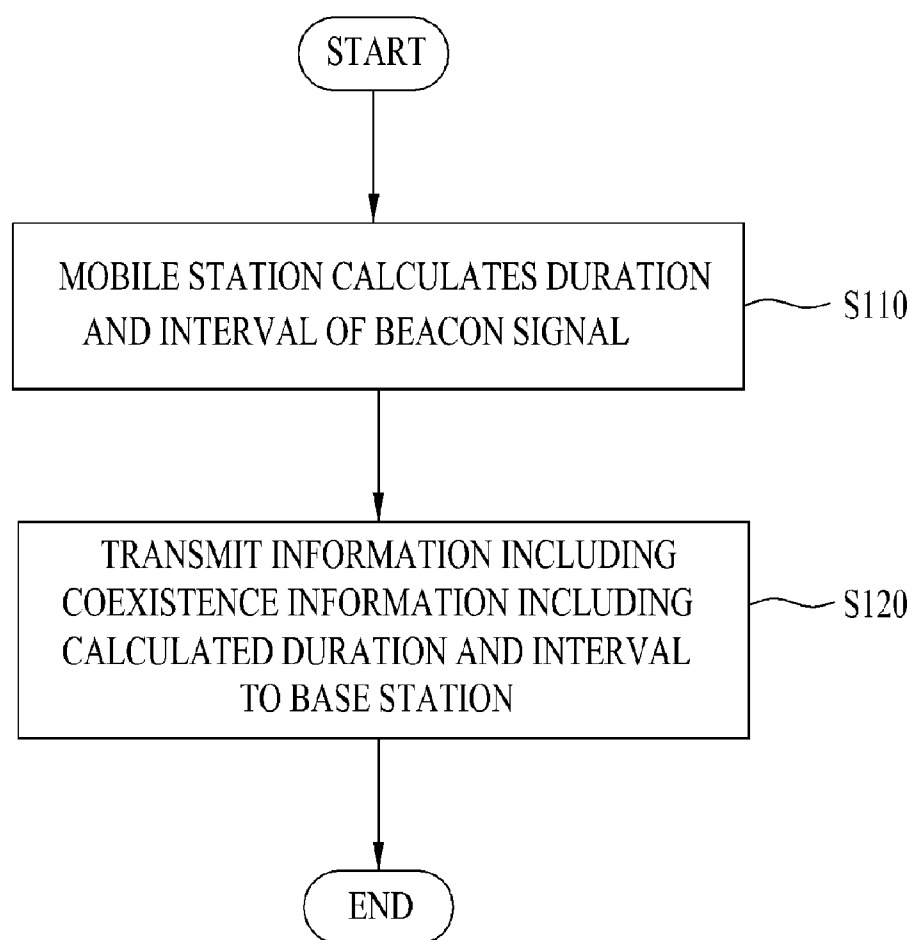 START
MOBILE STATION CALCULATES DURATION
AND INTERVAL OF BEACON SIGNAL
S110
TRANSMIT INFORMATION INCLUDING
COEXISTENCE INFORMATION INCLUDING
CALCULATED DURATION AND INTERVAL
TO BASE STATION
S120
END